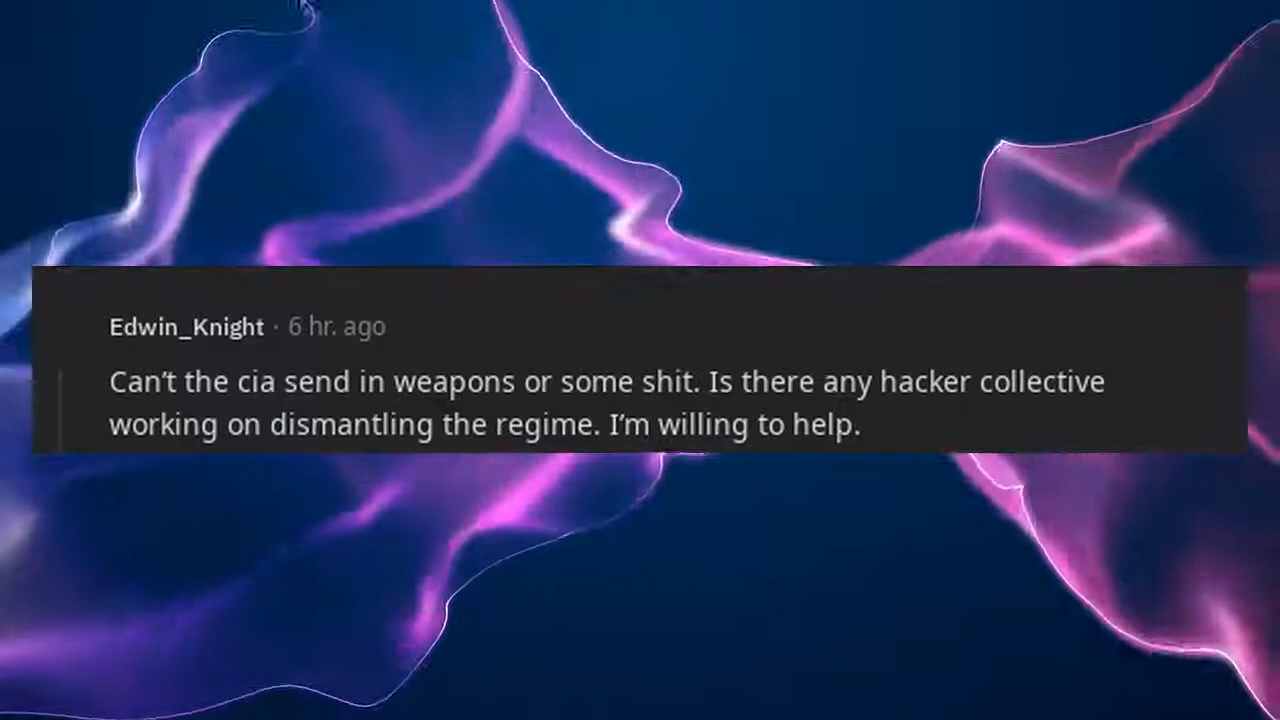 Edwin_Knight · 6 hr. ago
Can't the cia send in weapons or some shit. Is there any hacker collective
working on dismantling the regime. I'm willing to help.